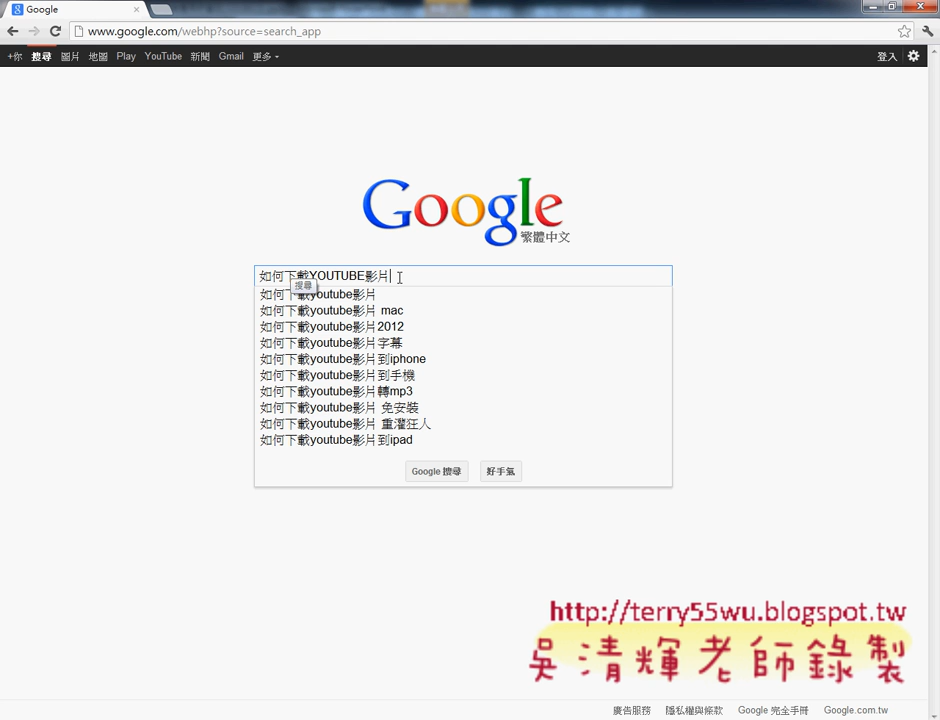 Google
www.google.com/webhp?source=search_app
+你 搜尋 圖片 地圖 Play YouTube 新聞 Gmail 更多 登入
Google
繁體中文
如何下載YOUTUBE影片
搜尋
如何下載youtube影片
如何下載youtube影片 mac
如何下載youtube影片2012
如何下載youtube影片字幕
如何下載youtube影片到iphone
如何下載youtube影片到手機
如何下載youtube影片轉mp3
如何下載youtube影片 免安裝
如何下載youtube影片 重灌狂人
如何下載youtube影片到ipad
Google 搜尋 好手氣
http://terry55wu.blogspot.tw
吳清輝老師錄製
廣告服務 隱私權與條款 Google 完全手冊 Google.com.tw